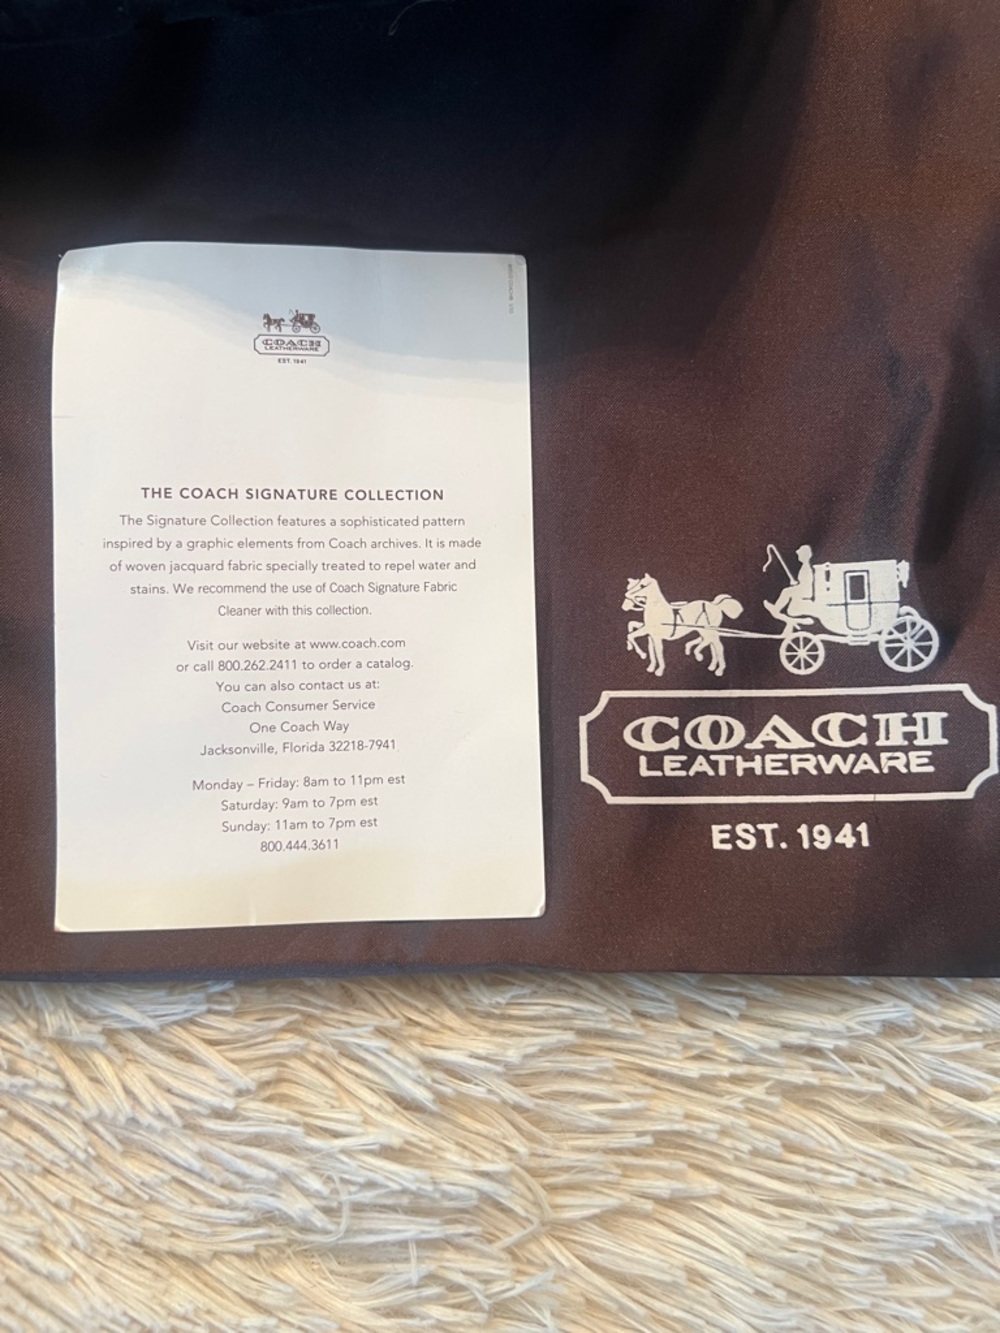 COACH
LEATHERWARE
EST. 1941
THE COACH SIGNATURE COLLECTION
The Signature Collection features a sophisticated pattern
inspired by a graphic elements from Coach archives. It is made
of woven jacquard fabric specially treated to repel water and
stains. We recommend the use of Coach Signature Fabric
Cleaner with this collection.
Visit our website at www.coach.com
or call 800.262.2411 to order a catalog.
You can also contact us at:
Coach Consumer Service
One Coach Way
Jacksonville, Florida 32218-7941
Monday – Friday: 8am to 11pm est
Saturday: 9am to 7pm est
Sunday: 11am to 7pm est
800.444.3611
COACH
LEATHERWARE
EST. 1941